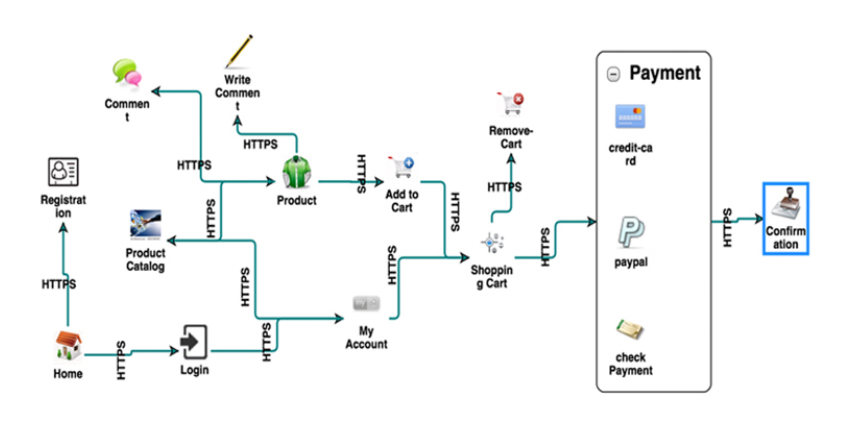 Payment
Write
Commen
t
Commen
t
HTTPS
HTTPS
credit-ca
rd
Remove-
Cart
HTTPS
Registrat
ion
Product
HTTPS
Add to
Cart
HTTPS
HTTPS
HTTPS
Product
Catalog
HTTPS
HTTPS
HTTPS
Shoppin
g Cart
HTTPS
paypal
HTTPS
Confirm
ation
HTTPS
My
Account
HTTPS
HTTPS
Home
Login
check
Payment